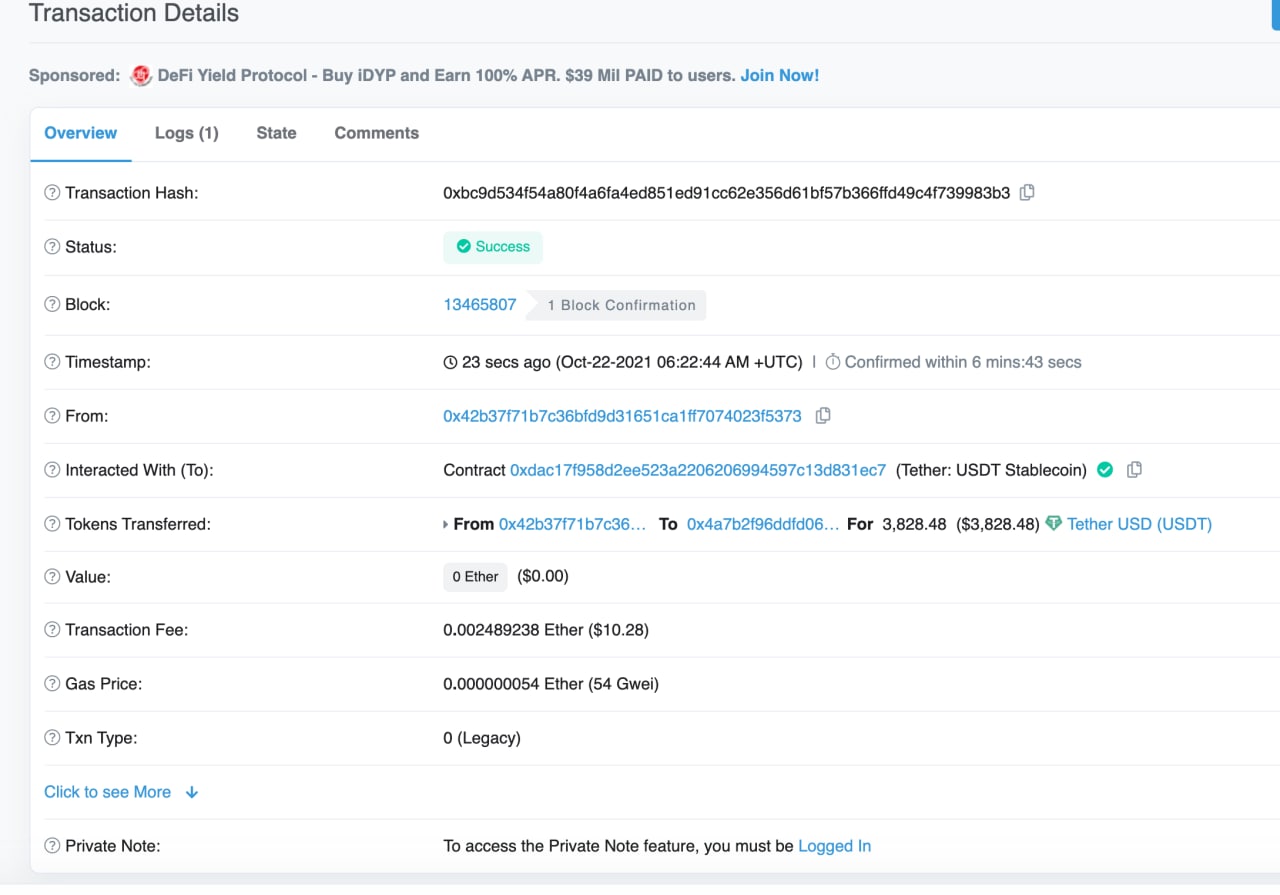 Transaction Details
Sponsored: DeFi Yield Protocol - Buy iDYP and Earn 100% APR. $39 Mil PAID to users. Join Now!
Overview Logs (1) State Comments
Transaction Hash: 0xbc9d534f54a80f4a6fa4ed851ed91cc62e356d61bf57b366ffd49c4f739983b3
Status: Success
Block: 13465807 1 Block Confirmation
Timestamp: 23 secs ago (Oct-22-2021 06:22:44 AM +UTC) | Confirmed within 6 mins:43 secs
From: 0x42b37f71b7c36bfd9d31651ca1ff7074023f5373
Interacted With (To): Contract 0xdac17f958d2ee523a2206206994597c13d831ec7 (Tether: USDT Stablecoin)
Tokens Transferred: From 0x42b37f71b7c36... To 0x4a7b2f96ddfd06... For 3,828.48 ($3,828.48) Tether USD (USDT)
Value: 0 Ether ($0.00)
Transaction Fee: 0.002489238 Ether ($10.28)
Gas Price: 0.000000054 Ether (54 Gwei)
Txn Type: 0 (Legacy)
Click to see More
Private Note: To access the Private Note feature, you must be Logged In